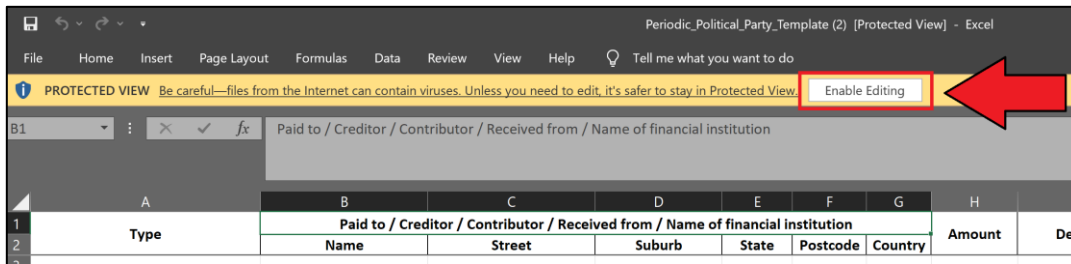 Periodic_Political_Party_Template (2) [Protected View] - Excel
File Home Insert Page Layout Formulas Data Review View Help Tell me what you want to do
PROTECTED VIEW Be careful—files from the Internet can contain viruses. Unless you need to edit, it's safer to stay in Protected View. Enable Editing
B1 fx Paid to / Creditor / Contributor / Received from / Name of financial institution
A B C D E F G H
1 Type Paid to / Creditor / Contributor / Received from / Name of financial institution Amount De
2 Name Street Suburb State Postcode Country
3